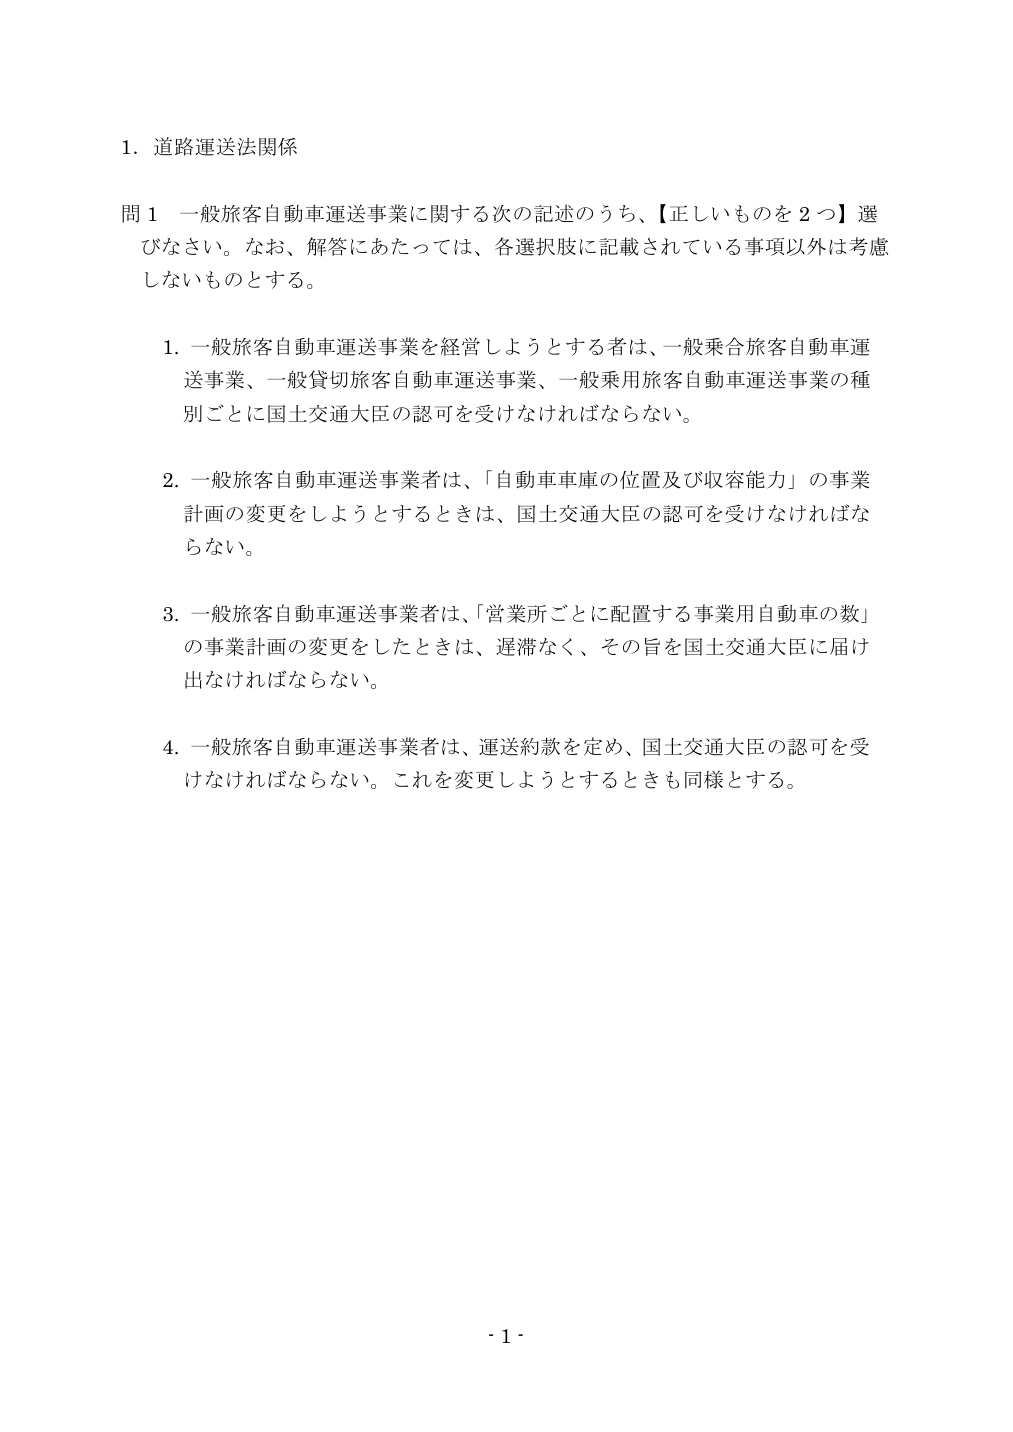 1. 道路運送法関係
問 1　一般旅客自動車運送事業に関する次の記述のうち、【正しいものを 2 つ】選
びなさい。なお、解答にあたっては、各選択肢に記載されている事項以外は考慮
しないものとする。
1. 一般旅客自動車運送事業を経営しようとする者は、一般乗合旅客自動車運
送事業、一般貸切旅客自動車運送事業、一般乗用旅客自動車運送事業の種
別ごとに国土交通大臣の認可を受けなければならない。
2. 一般旅客自動車運送事業者は、「自動車車庫の位置及び収容能力」の事業
計画の変更をしようとするときは、国土交通大臣の認可を受けなければな
らない。
3. 一般旅客自動車運送事業者は、「営業所ごとに配置する事業用自動車の数」
の事業計画の変更をしたときは、遅滞なく、その旨を国土交通大臣に届け
出なければならない。
4. 一般旅客自動車運送事業者は、運送約款を定め、国土交通大臣の認可を受
けなければならない。これを変更しようとするときも同様とする。
- 1 -